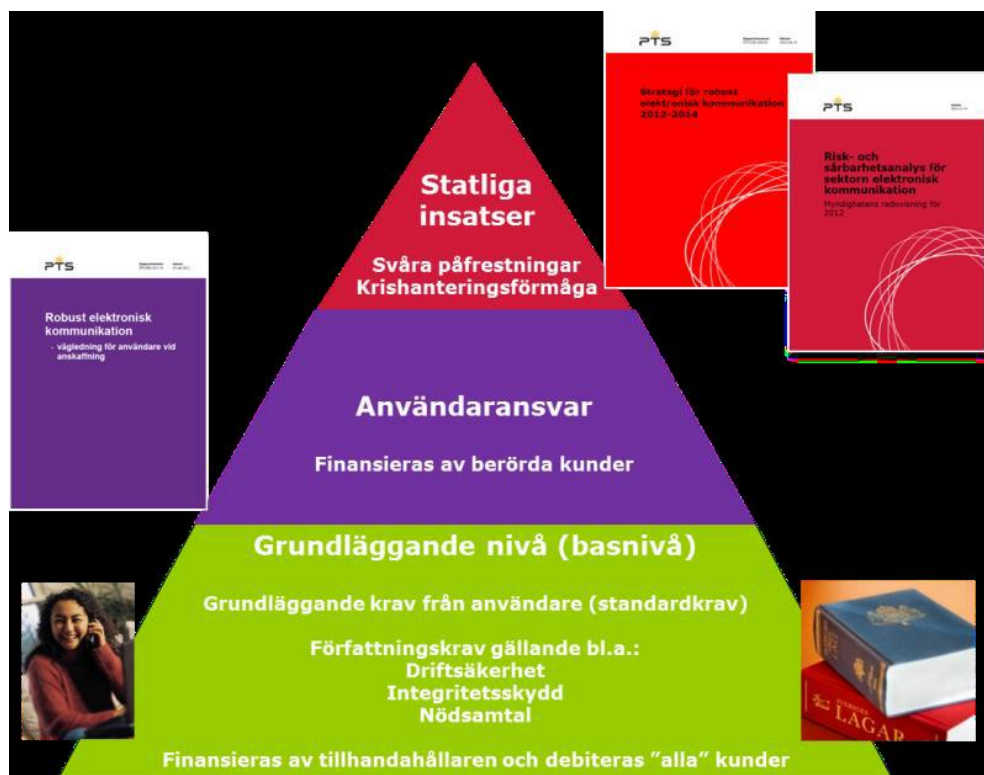 PTS
Strategi för robust
elektronisk kommunikation
2012-2014
PTS
Risk- och
sårbarhetsanalys för
sektorn elektronisk
kommunikation
Myndighetens redovisning för
2012
Statliga
insatser
Svåra påfrestningar
Krishanteringsförmåga
PTS
Robust elektronisk
kommunikation
- vägledning för användare vid
anskaffning
Användaransvar
Finansieras av berörda kunder
Grundläggande nivå (basnivå)
Grundläggande krav från användare (standardkrav)
Författningskrav gällande bl.a.:
Driftsäkerhet
Integritetsskydd
Nödsamtal
SVERIGES
LAGAR
Finansieras av tillhandahållaren och debiteras ”alla” kunder